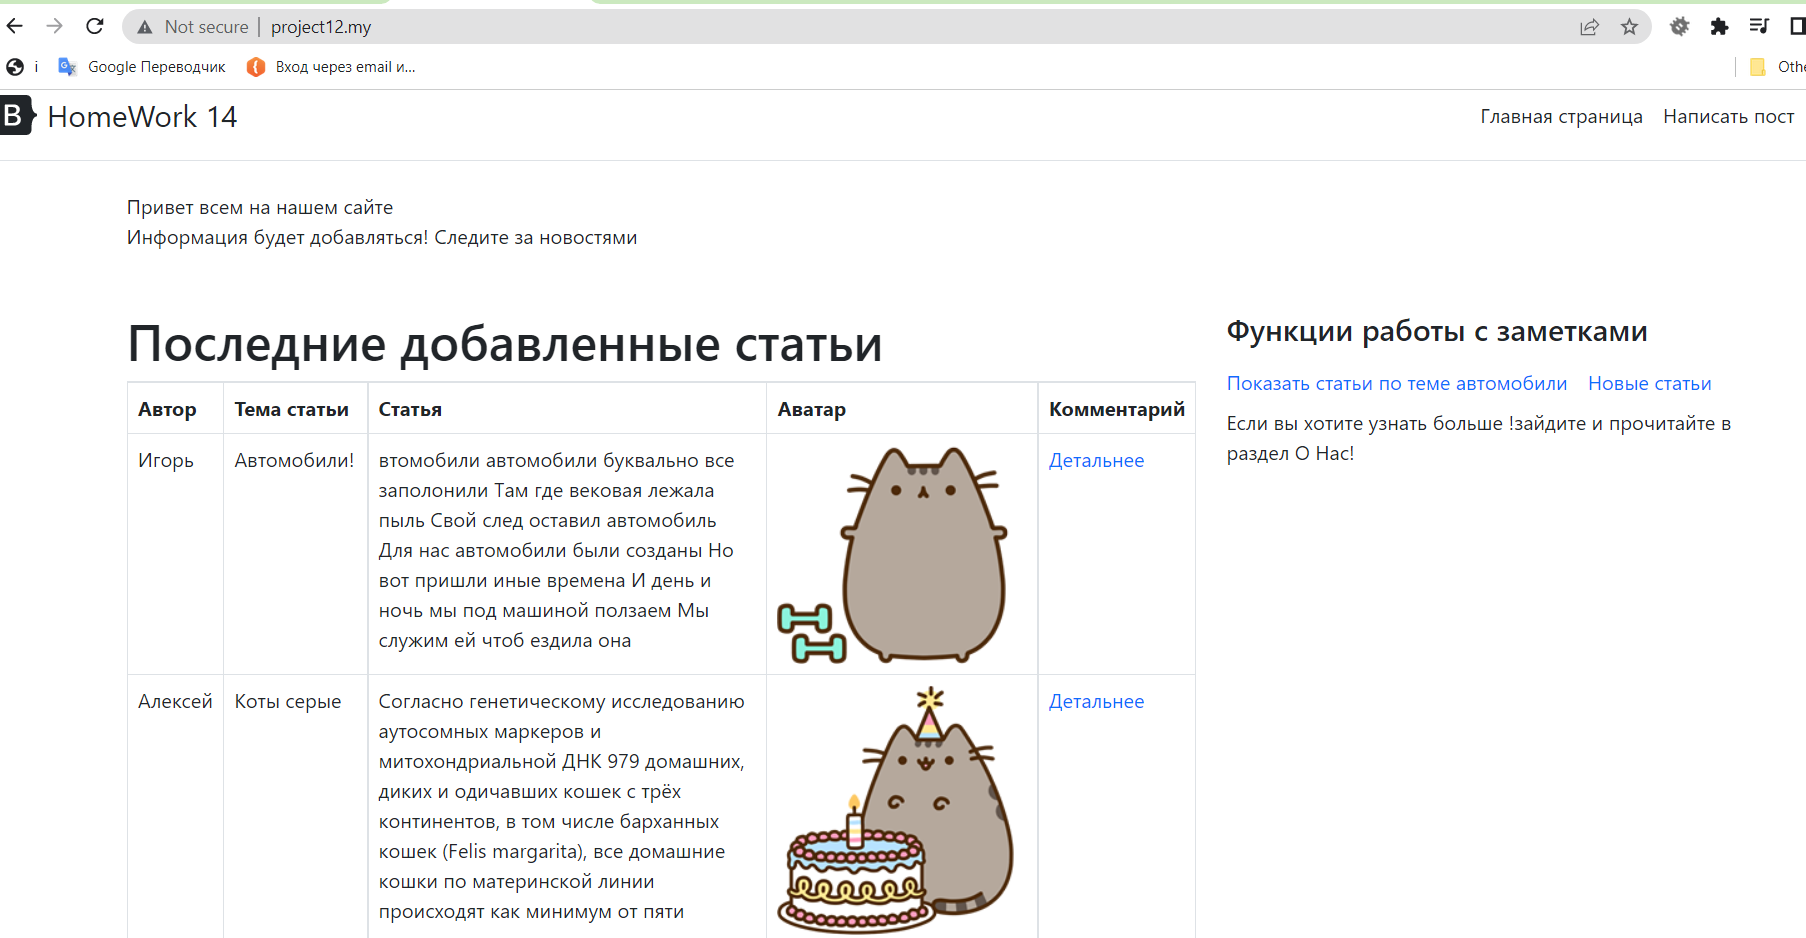 Not secure | project12.my
i Google Переводчик Вход через email и... Othe
B HomeWork 14 Главная страница Написать пост
Привет всем на нашем сайте
Информация будет добавляться! Следите за новостями
Последние добавленные статьи
Автор Тема статьи Статья Аватар Комментарий
Игорь Автомобили! втомобили автомобили буквально все
заполонили Там где вековая лежала
пыль Свой след оставил автомобиль
Для нас автомобили были созданы Но
вот пришли иные времена И день и
ночь мы под машиной ползаем Мы
служим ей чтоб ездила она
Детальнее
Алексей Коты серые Согласно генетическому исследованию
аутосомных маркеров и
митохондриальной ДНК 979 домашних,
диких и одичавших кошек с трёх
континентов, в том числе барханных
кошек (Felis margarita), все домашние
кошки по материнской линии
происходят как минимум от пяти
Детальнее
Функции работы с заметками
Показать статьи по теме автомобили Новые статьи
Если вы хотите узнать больше !зайдите и прочитайте в
раздел О Нас!